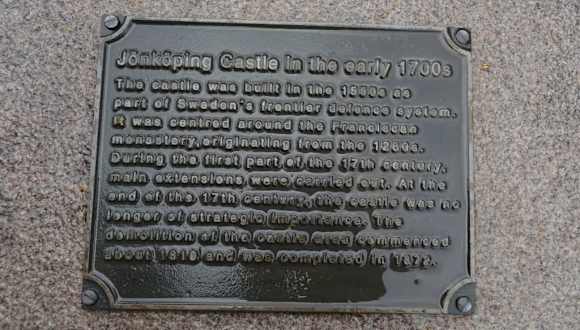 Jönköping Castle in the early 1700s
The castle was built in the 1560s as
part of Sweden's frontier defence system.
It was centred around the Franciscan
monastery, originating from the 1260s.
During the first part of the 17th century,
main extensions were carried out. At the
end of the 17th century, the castle was no
longer of strategic importance. The
demolition of the castle area commenced
about 1810 and was completed in 1872.